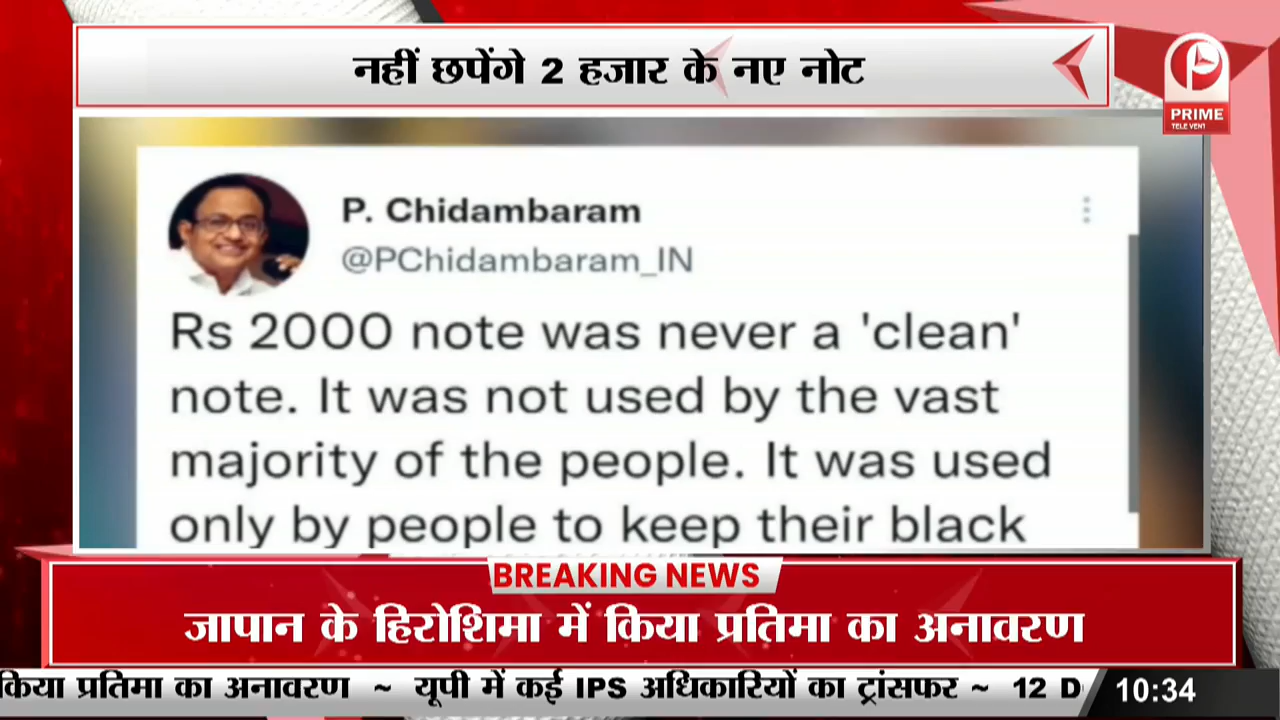 नहीं छपेंगे 2 हजार के नए नोट
PRIME
TELE VENT
P. Chidambaram
@PChidambaram_IN
Rs 2000 note was never a 'clean'
note. It was not used by the vast
majority of the people. It was used
only by people to keep their black
BREAKING NEWS
जापान के हिरोशिमा में किया प्रतिमा का अनावरण
किया प्रतिमा का अनावरण ~ यूपी में कई IPS अधिकारियों का ट्रांसफर ~ 12 D
10:34